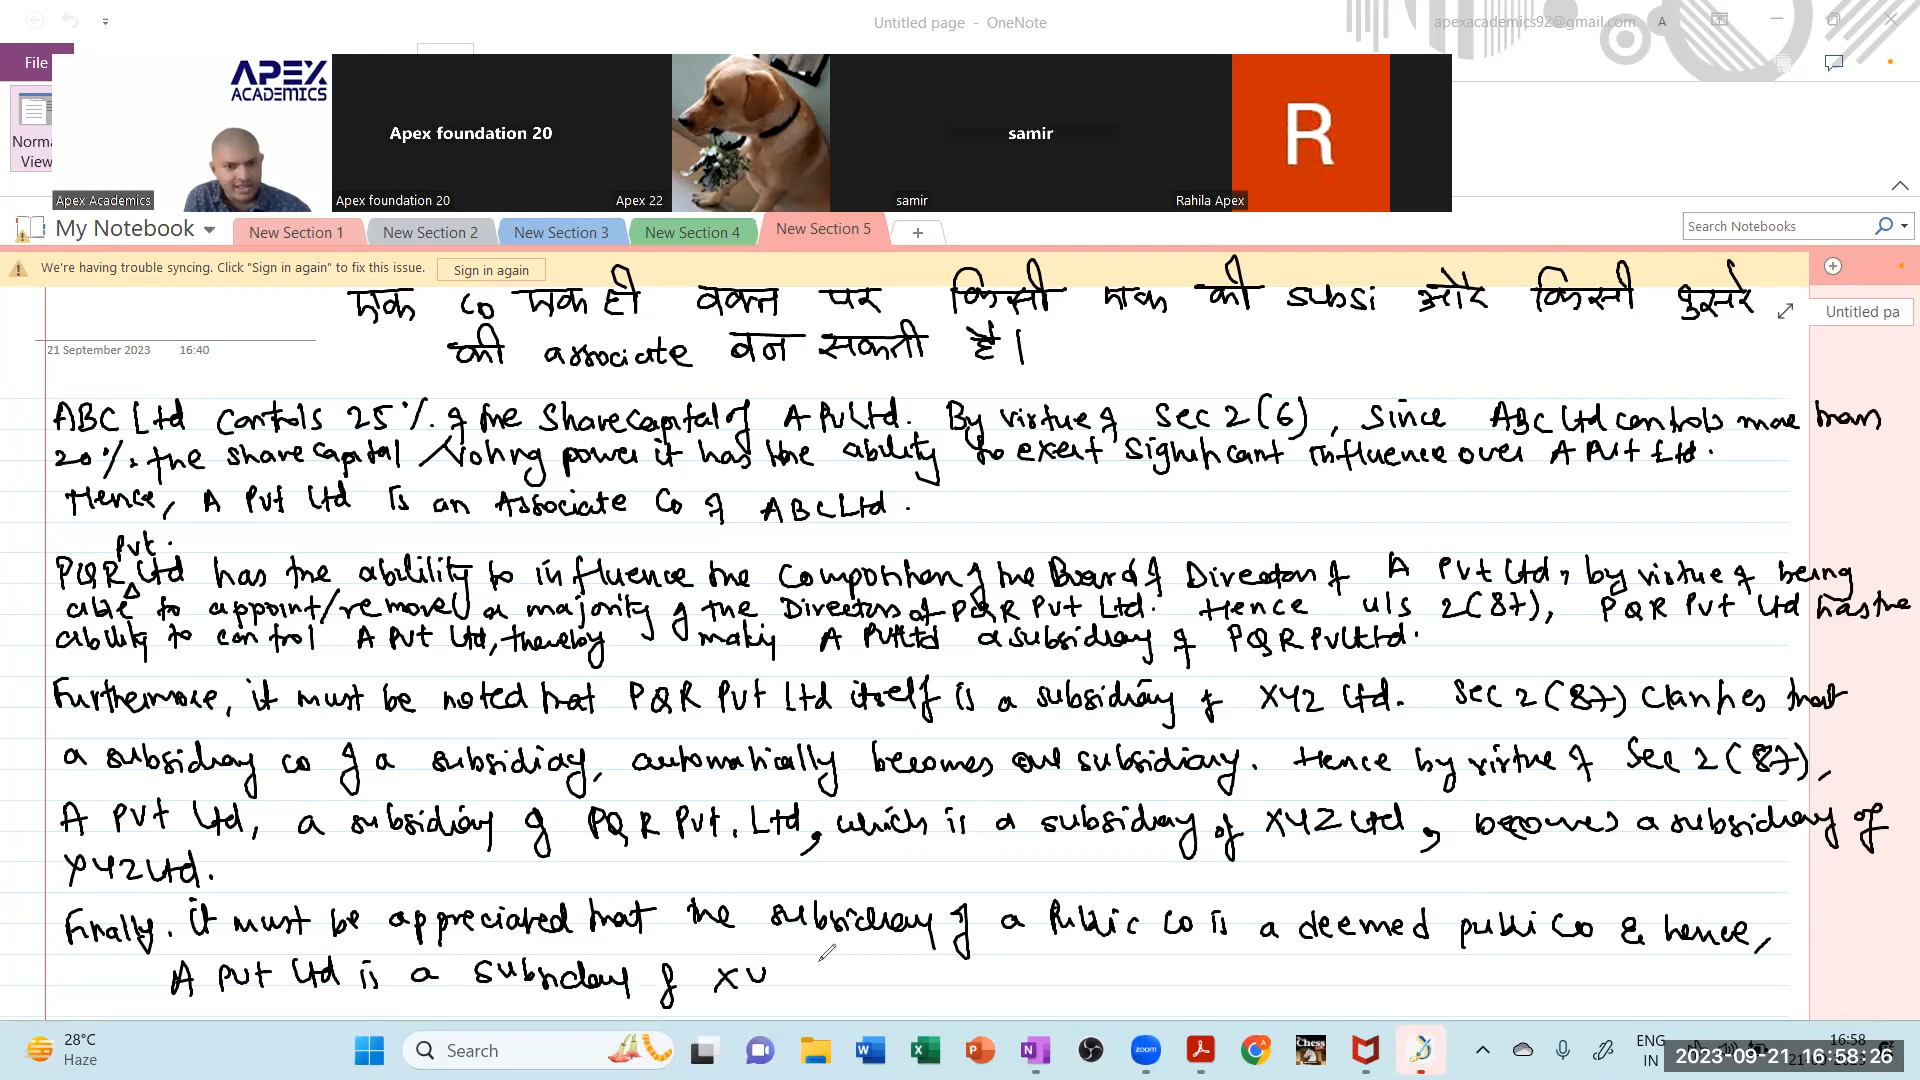 Untitled page - OneNote
apexacademics92@gmail.com A
File
APEX
ACADEMICS
Apex foundation 20
samir
R
Norma
View
Apex Academics
Apex foundation 20
Apex 22
samir
Rahila Apex
My Notebook
New Section 1
New Section 2
New Section 3
New Section 4
New Section 5
+
Search Notebooks
We're having trouble syncing. Click "Sign in again" to fix this issue.
Sign in again
Untitled pa
एक co एक ही वक्त पर किसी एक की subsi और किसी दुसरे
21 September 2023 16:40
की associate बन सकती है।
ABC Ltd controls 25% of the Share capital of A Pvt Ltd. By virtue of Sec 2(6), Since ABC Ltd controls more than
20% the share capital / Voting power it has the ability to exert Significant influence over A Pvt Ltd.
Hence, A Pvt Ltd is an Associate Co of ABC Ltd.
Pvt.
PQR Ltd has the ability to influence the Composition of the Board of Directors of A Pvt Ltd, by virtue of being
able to appoint/remove a majority of the Directors of PQR Pvt Ltd. Hence u/s 2(87), PQR Pvt Ltd has the
ability to control A Pvt Ltd, thereby making A Pvt Ltd a subsidiary of PQR Pvt Ltd.
Furthermore, it must be noted that PQR Pvt Ltd itself is a subsidiary of XYZ Ltd. Sec 2(87) Clarifies that
a subsidiary co of a subsidiary, automatically becomes our subsidiary. Hence by virtue of Sec 2(87),
A Pvt Ltd, a subsidiary of PQR Pvt. Ltd, which is a subsidiary of XYZ Ltd, becomes a subsidiary of
XYZ Ltd.
Finally. it must be appreciated that the subsidiary of a Public Co is a deemed public Co & hence,
A Pvt Ltd is a subsidiary of XY
28°C
Haze
Search
zoom
Chess
ENG
IN
16:58
2023-09-21 16:58:26